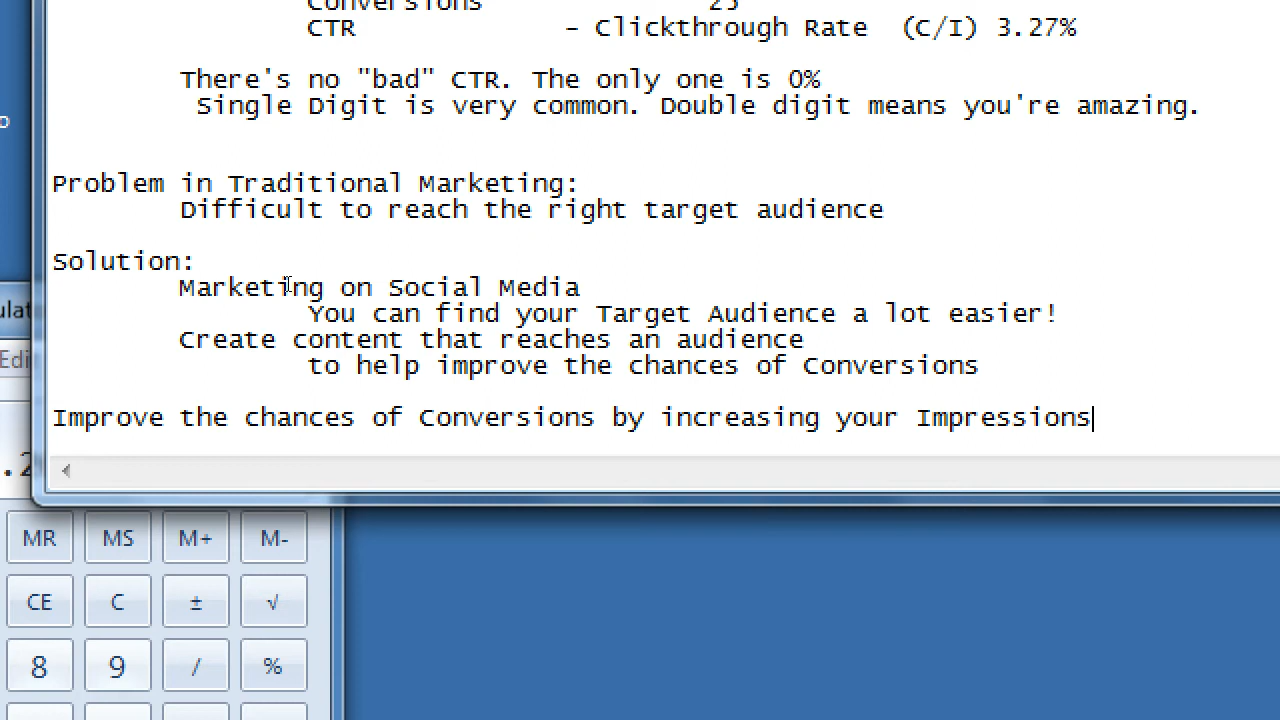 Conversions 25
CTR - Clickthrough Rate (C/I) 3.27%
There's no "bad" CTR. The only one is 0%
Single Digit is very common. Double digit means you're amazing.
Problem in Traditional Marketing:
Difficult to reach the right target audience
Solution:
Marketing on Social Media
You can find your Target Audience a lot easier!
Create content that reaches an audience
to help improve the chances of Conversions
Improve the chances of Conversions by increasing your Impressions
MR MS M+ M-
CE C ± √
8 9 / %